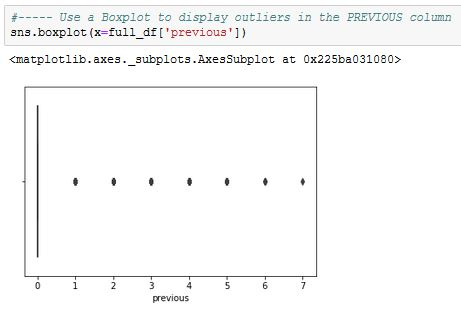 #----- Use a Boxplot to display outliers in the PREVIOUS column
sns.boxplot(x=full_df['previous'])
<matplotlib.axes._subplots.AxesSubplot at 0x225ba031080>
0 1 2 3 4 5 6 7
previous